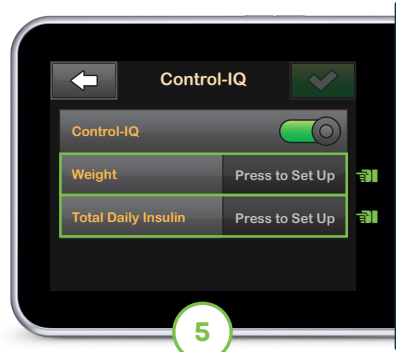 Control-IQ
Control-IQ
Weight Press to Set Up
Total Daily Insulin Press to Set Up
5